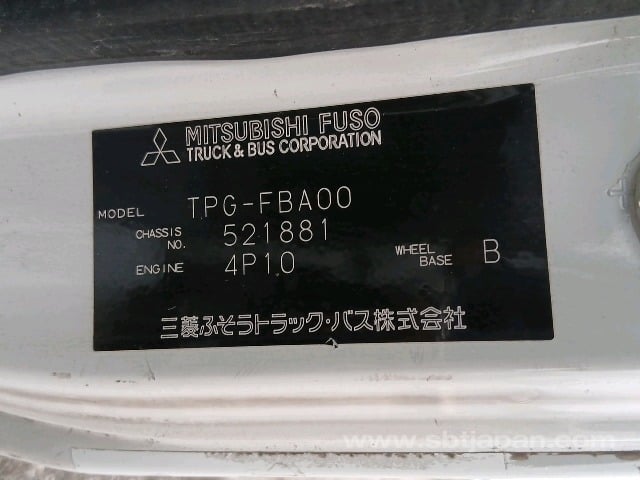 MITSUBISHI FUSO
TRUCK & BUS CORPORATION
MODEL TPG-FBA00
CHASSIS NO. 521881
ENGINE 4P10
WHEEL BASE B
三菱ふそうトラック・バス株式会社
www.sbtjapan.com